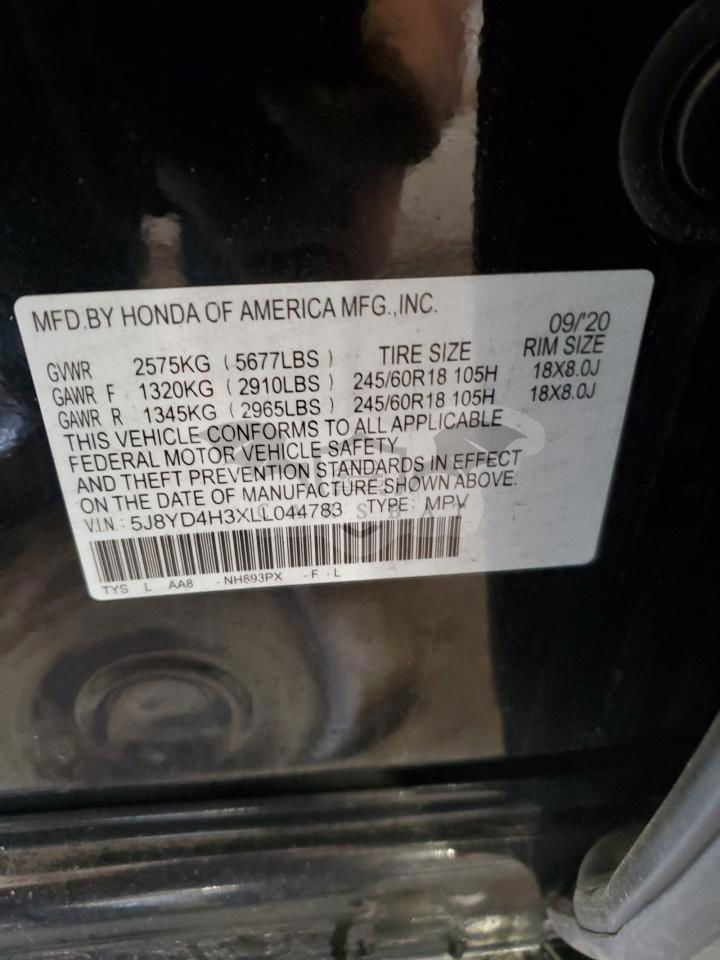 MFD.BY HONDA OF AMERICA MFG.,INC. 09/'20
GVWR 2575KG (5677LBS) TIRE SIZE RIM SIZE
GAWR F 1320KG (2910LBS) 245/60R18 105H 18X8.0J
GAWR R 1345KG (2965LBS) 245/60R18 105H 18X8.0J
THIS VEHICLE CONFORMS TO ALL APPLICABLE
FEDERAL MOTOR VEHICLE SAFETY
AND THEFT PREVENTION STANDARDS IN EFFECT
ON THE DATE OF MANUFACTURE SHOWN ABOVE.
V.I.N.: 5J8YD4H3XLL044783 TYPE: MPV
TYS L AA8 -NH893PX -F -L